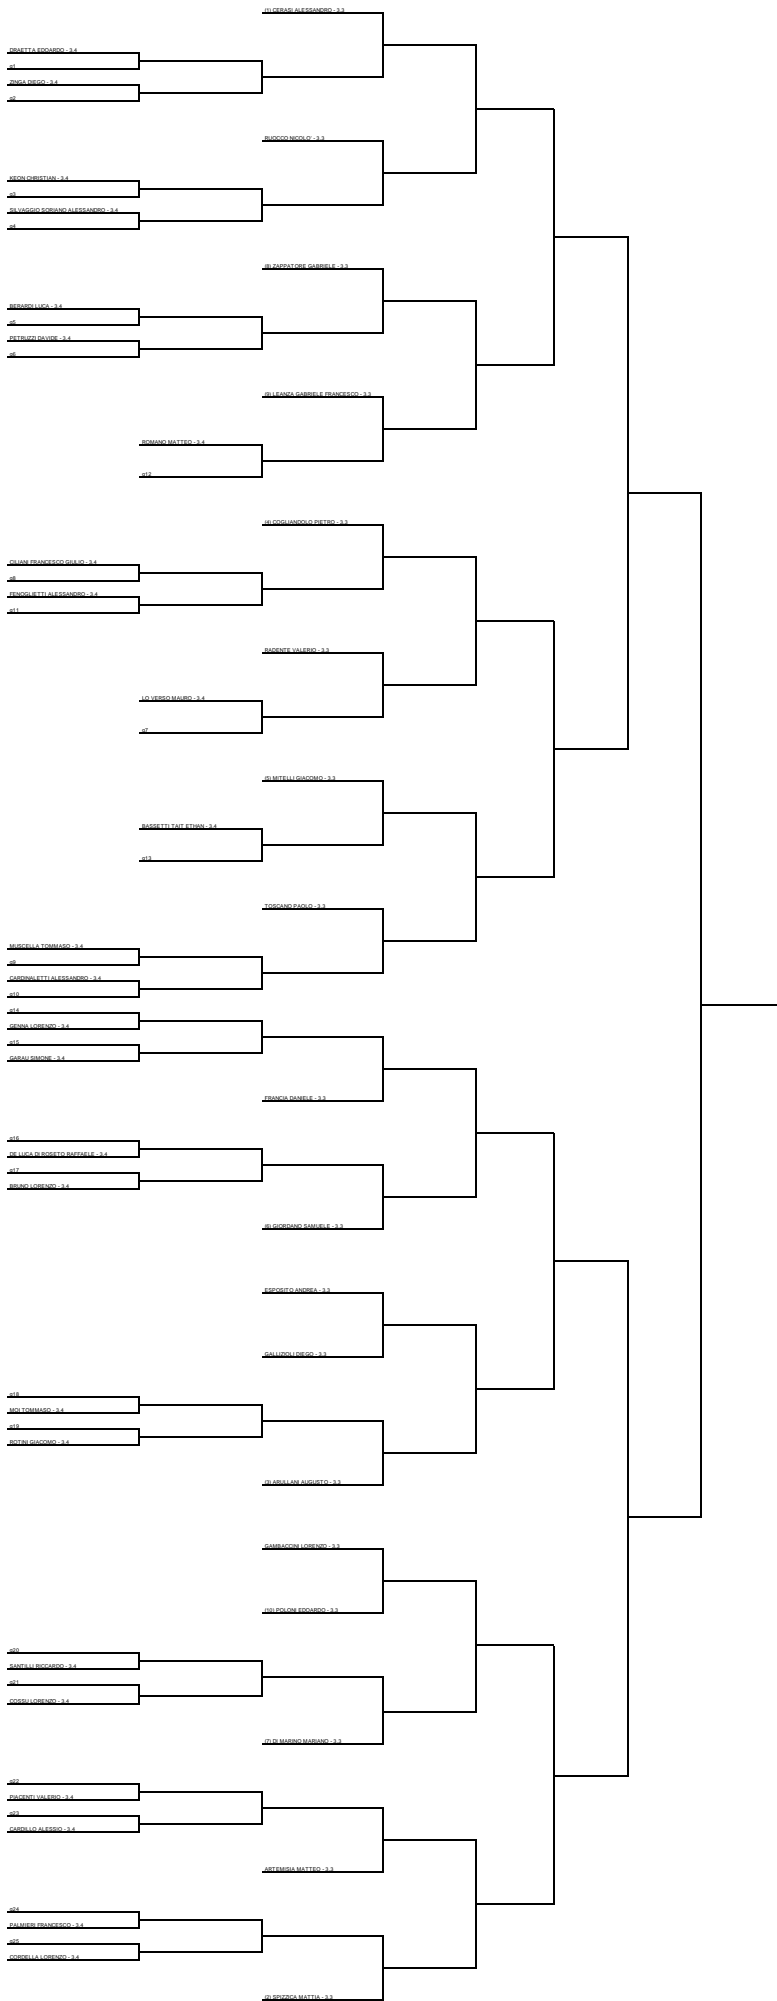 (1) CERASI ALESSANDRO - 3.3
DRAETTA EDOARDO - 3.4
q1
ZINGA DIEGO - 3.4
q2
RUOCCO NICOLO' - 3.3
KEON CHRISTIAN - 3.4
q3
SILVAGGIO SORIANO ALESSANDRO - 3.4
q4
(8) ZAPPATORE GABRIELE - 3.3
BERARDI LUCA - 3.4
q5
PETRUZZI DAVIDE - 3.4
q6
(9) LEANZA GABRIELE FRANCESCO - 3.3
ROMANO MATTEO - 3.4
q12
(4) COGLIANDOLO PIETRO - 3.3
CILIANI FRANCESCO GIULIO - 3.4
q8
FENOGLIETTI ALESSANDRO - 3.4
q11
RADENTE VALERIO - 3.3
LO VERSO MAURO - 3.4
q7
(5) MITELLI GIACOMO - 3.3
BASSETTI TAIT ETHAN - 3.4
q13
TOSCANO PAOLO - 3.3
MUSCELLA TOMMASO - 3.4
q9
CARDINALETTI ALESSANDRO - 3.4
q10
q14
GENNA LORENZO - 3.4
q15
GARAU SIMONE - 3.4
FRANCIA DANIELE - 3.3
q16
DE LUCA DI ROSETO RAFFAELE - 3.4
q17
BRUNO LORENZO - 3.4
(6) GIORDANO SAMUELE - 3.3
ESPOSITO ANDREA - 3.3
GALLIZIOLI DIEGO - 3.3
q18
MOI TOMMASO - 3.4
q19
ROTINI GIACOMO - 3.4
(3) ARULLANI AUGUSTO - 3.3
GAMBACCINI LORENZO - 3.3
(10) POLONI EDOARDO - 3.3
q20
SANTILLI RICCARDO - 3.4
q21
COSSU LORENZO - 3.4
(7) DI MARINO MARIANO - 3.3
q22
PIACENTI VALERIO - 3.4
q23
CARDILLO ALESSIO - 3.4
ARTEMISIA MATTEO - 3.3
q24
PALMIERI FRANCESCO - 3.4
q25
CORDELLA LORENZO - 3.4
(2) SPIZZICA MATTIA - 3.3